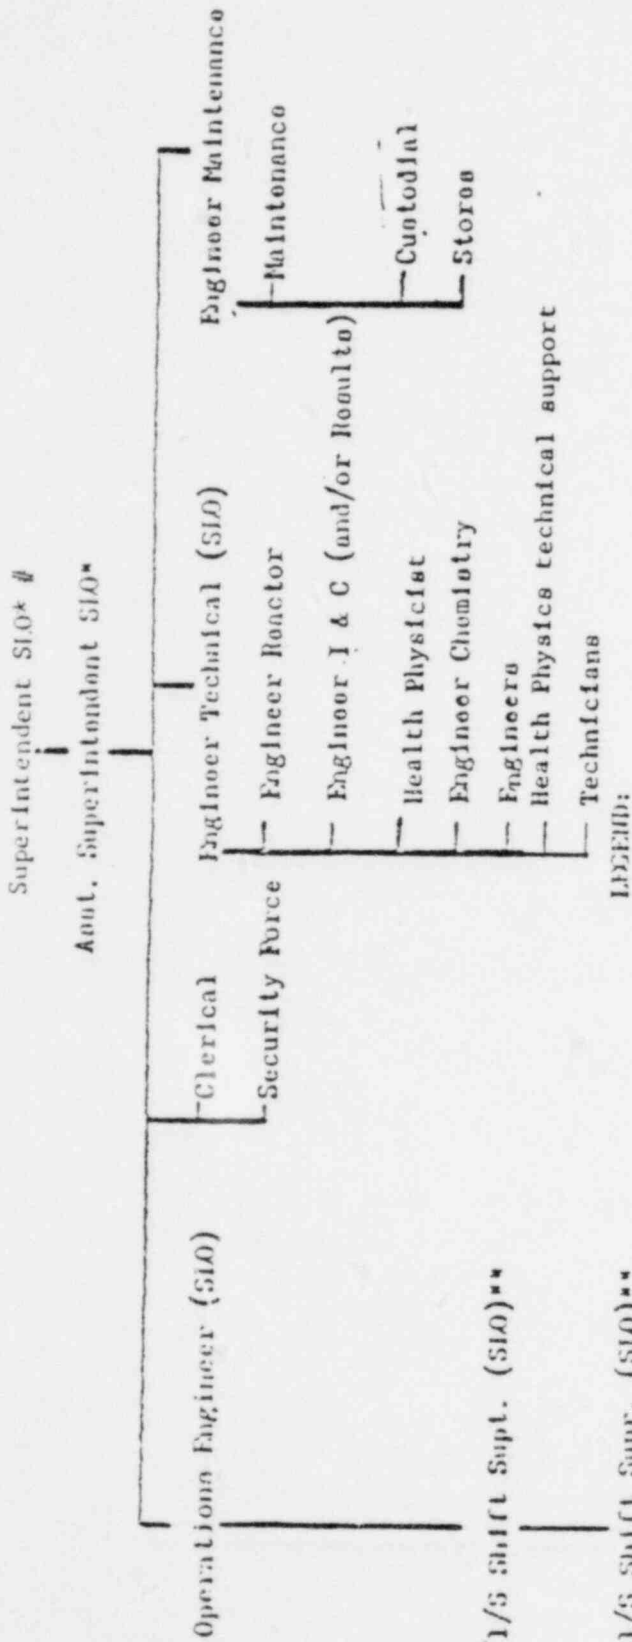 Superintendent SLO* #
Asst. Superintendent SLO*
Operations Engineer (SLO)
Clerical
Security Force
Engineer Technical (SLO)
Engineer Reactor
Engineer I & C (and/or Results)
Health Physicist
Engineer Chemistry
Engineers
Health Physics technical support
Technicians
Engineer Maintenance
Maintenance
Custodial
Stores
1/S Shift Supt. (SLO)**
1/S Shift Supr. (SLO)**
LEGEND: